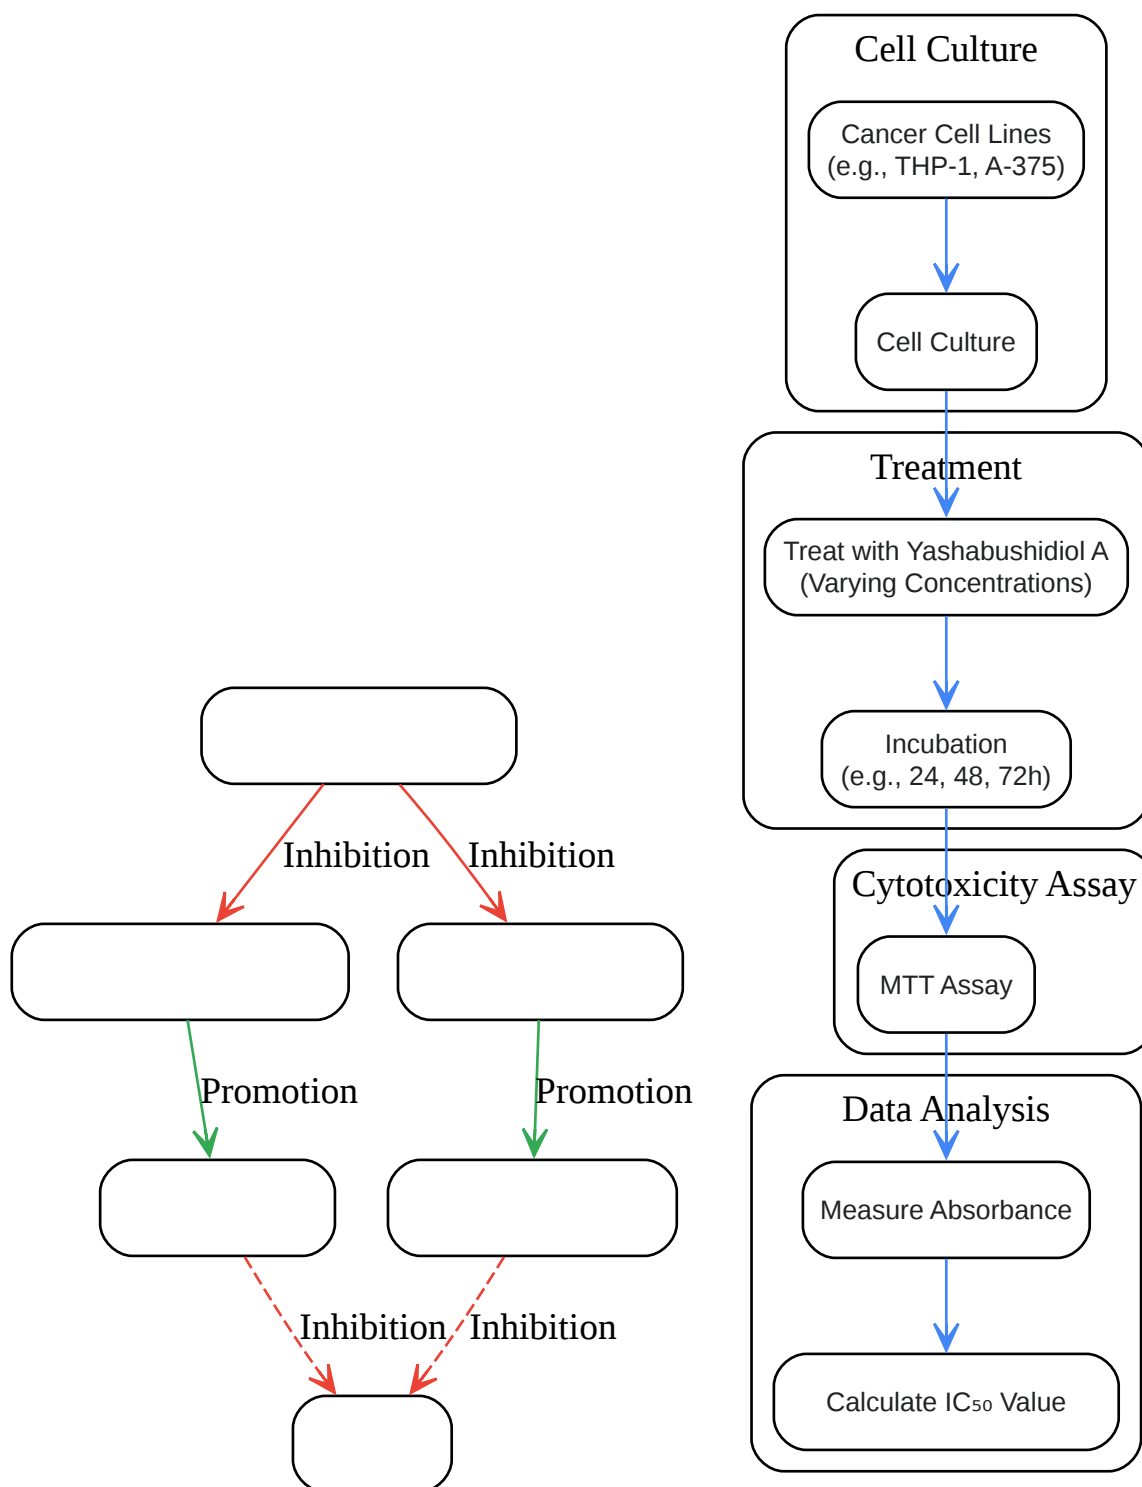 Cell Culture
Cancer Cell Lines
(e.g., THP-1, A-375)
Cell Culture
Treatment
Treat with Yashabushidiol A
(Varying Concentrations)
Incubation
(e.g., 24, 48, 72h)
Cytotoxicity Assay
MTT Assay
Data Analysis
Measure Absorbance
Calculate IC₅₀ Value
Inhibition
Inhibition
Promotion
Promotion
Inhibition
Inhibition